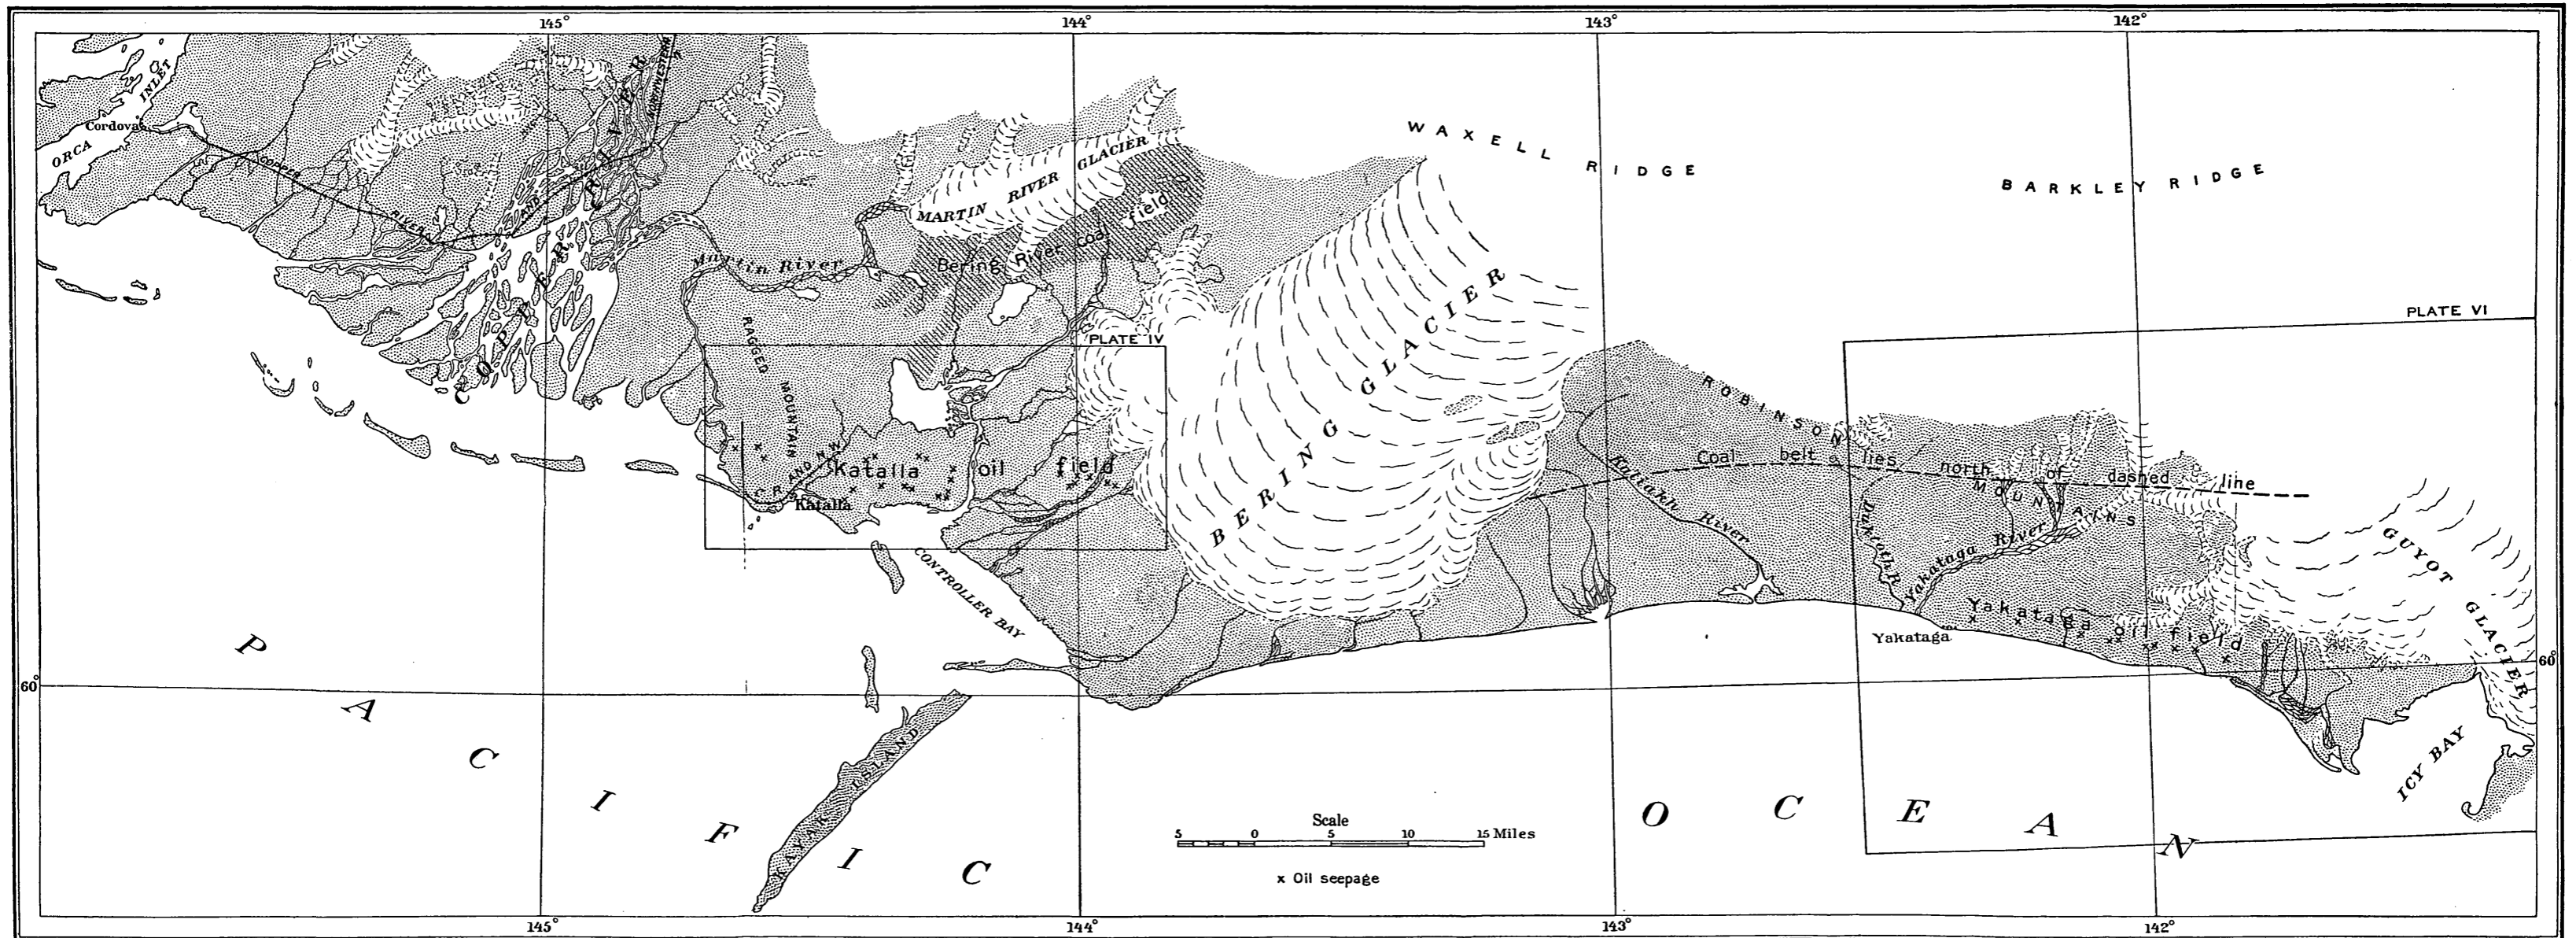 145°
144°
143°
142°
ORCA
INLET
Cordova
COPPER
RIVER
AND
NORTHWESTERN
Ry
COPPER RIVER
MARTIN RIVER GLACIER
Bering River coal field
Martin River
WAXELL RIDGE
BARKLEY RIDGE
PLATE VI
PLATE IV
RAGGED MOUNTAIN
BERING GLACIER
ROBINSON
MOUNTAINS
Coal belt lies north of dashed line
Katalla oil field
Katalla
Kaliakh River
Yakataga River
GUYOT GLACIER
CONTROLLER BAY
Yakataga
Yakataga oil field
60°
60°
PACIFIC
OCEAN
KAYAK ISLAND
ICY BAY
Scale
5 0 5 10 15 Miles
x Oil seepage
145°
144°
143°
142°